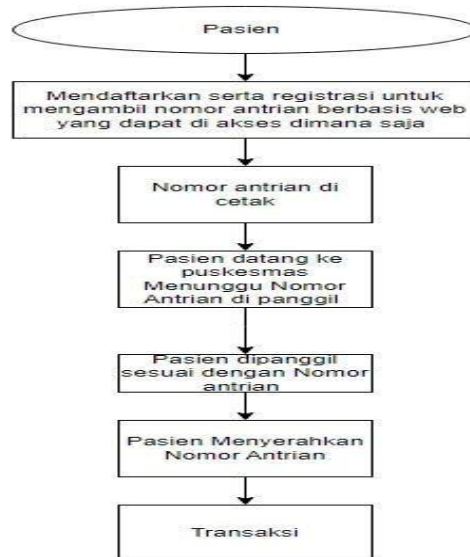 Pasien
Mendaftarkan serta registrasi untuk
mengambil nomor antrian berbasis web
yang dapat di akses dimana saja
Nomor antrian di
cetak
Pasien datang ke
puskesmas
Menunggu Nomor
Antrian di panggil
Pasien dipanggil
sesuai dengan Nomor
antrian
Pasien Menyerahkan
Nomor Antrian
Transaksi